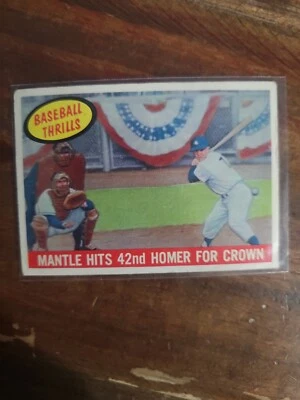 BASEBALL
THRILLS
MANTLE HITS 42nd HOMER FOR CROWN